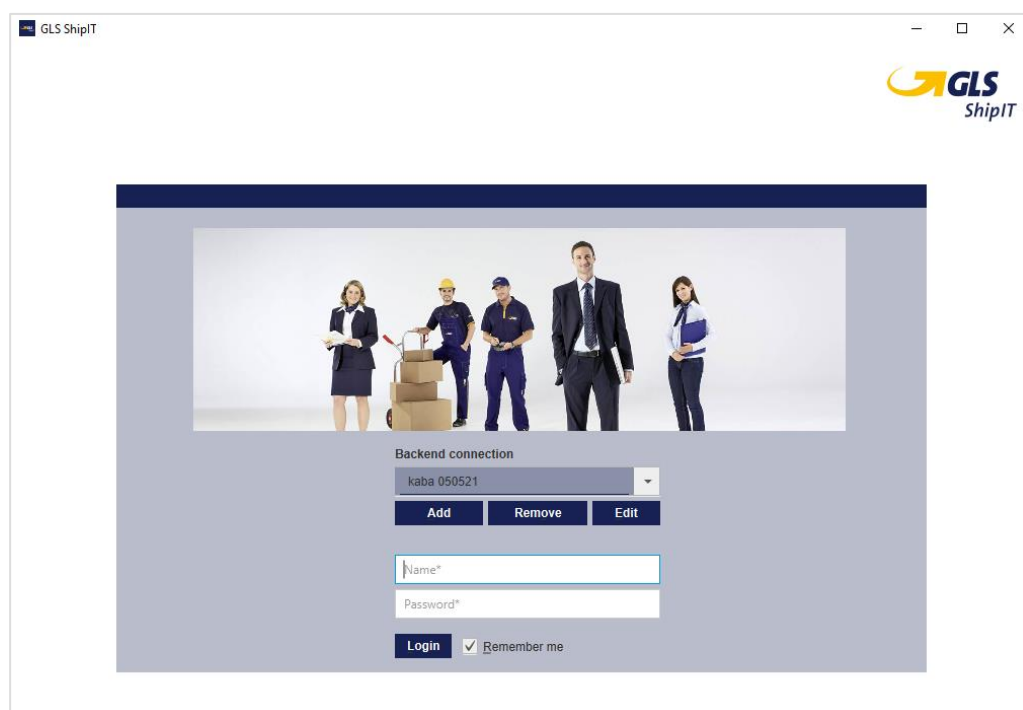 GLS ShipIT
GLS
ShipIT
Backend connection
kaba 050521
Add Remove Edit
Name*
Password*
Login Remember me